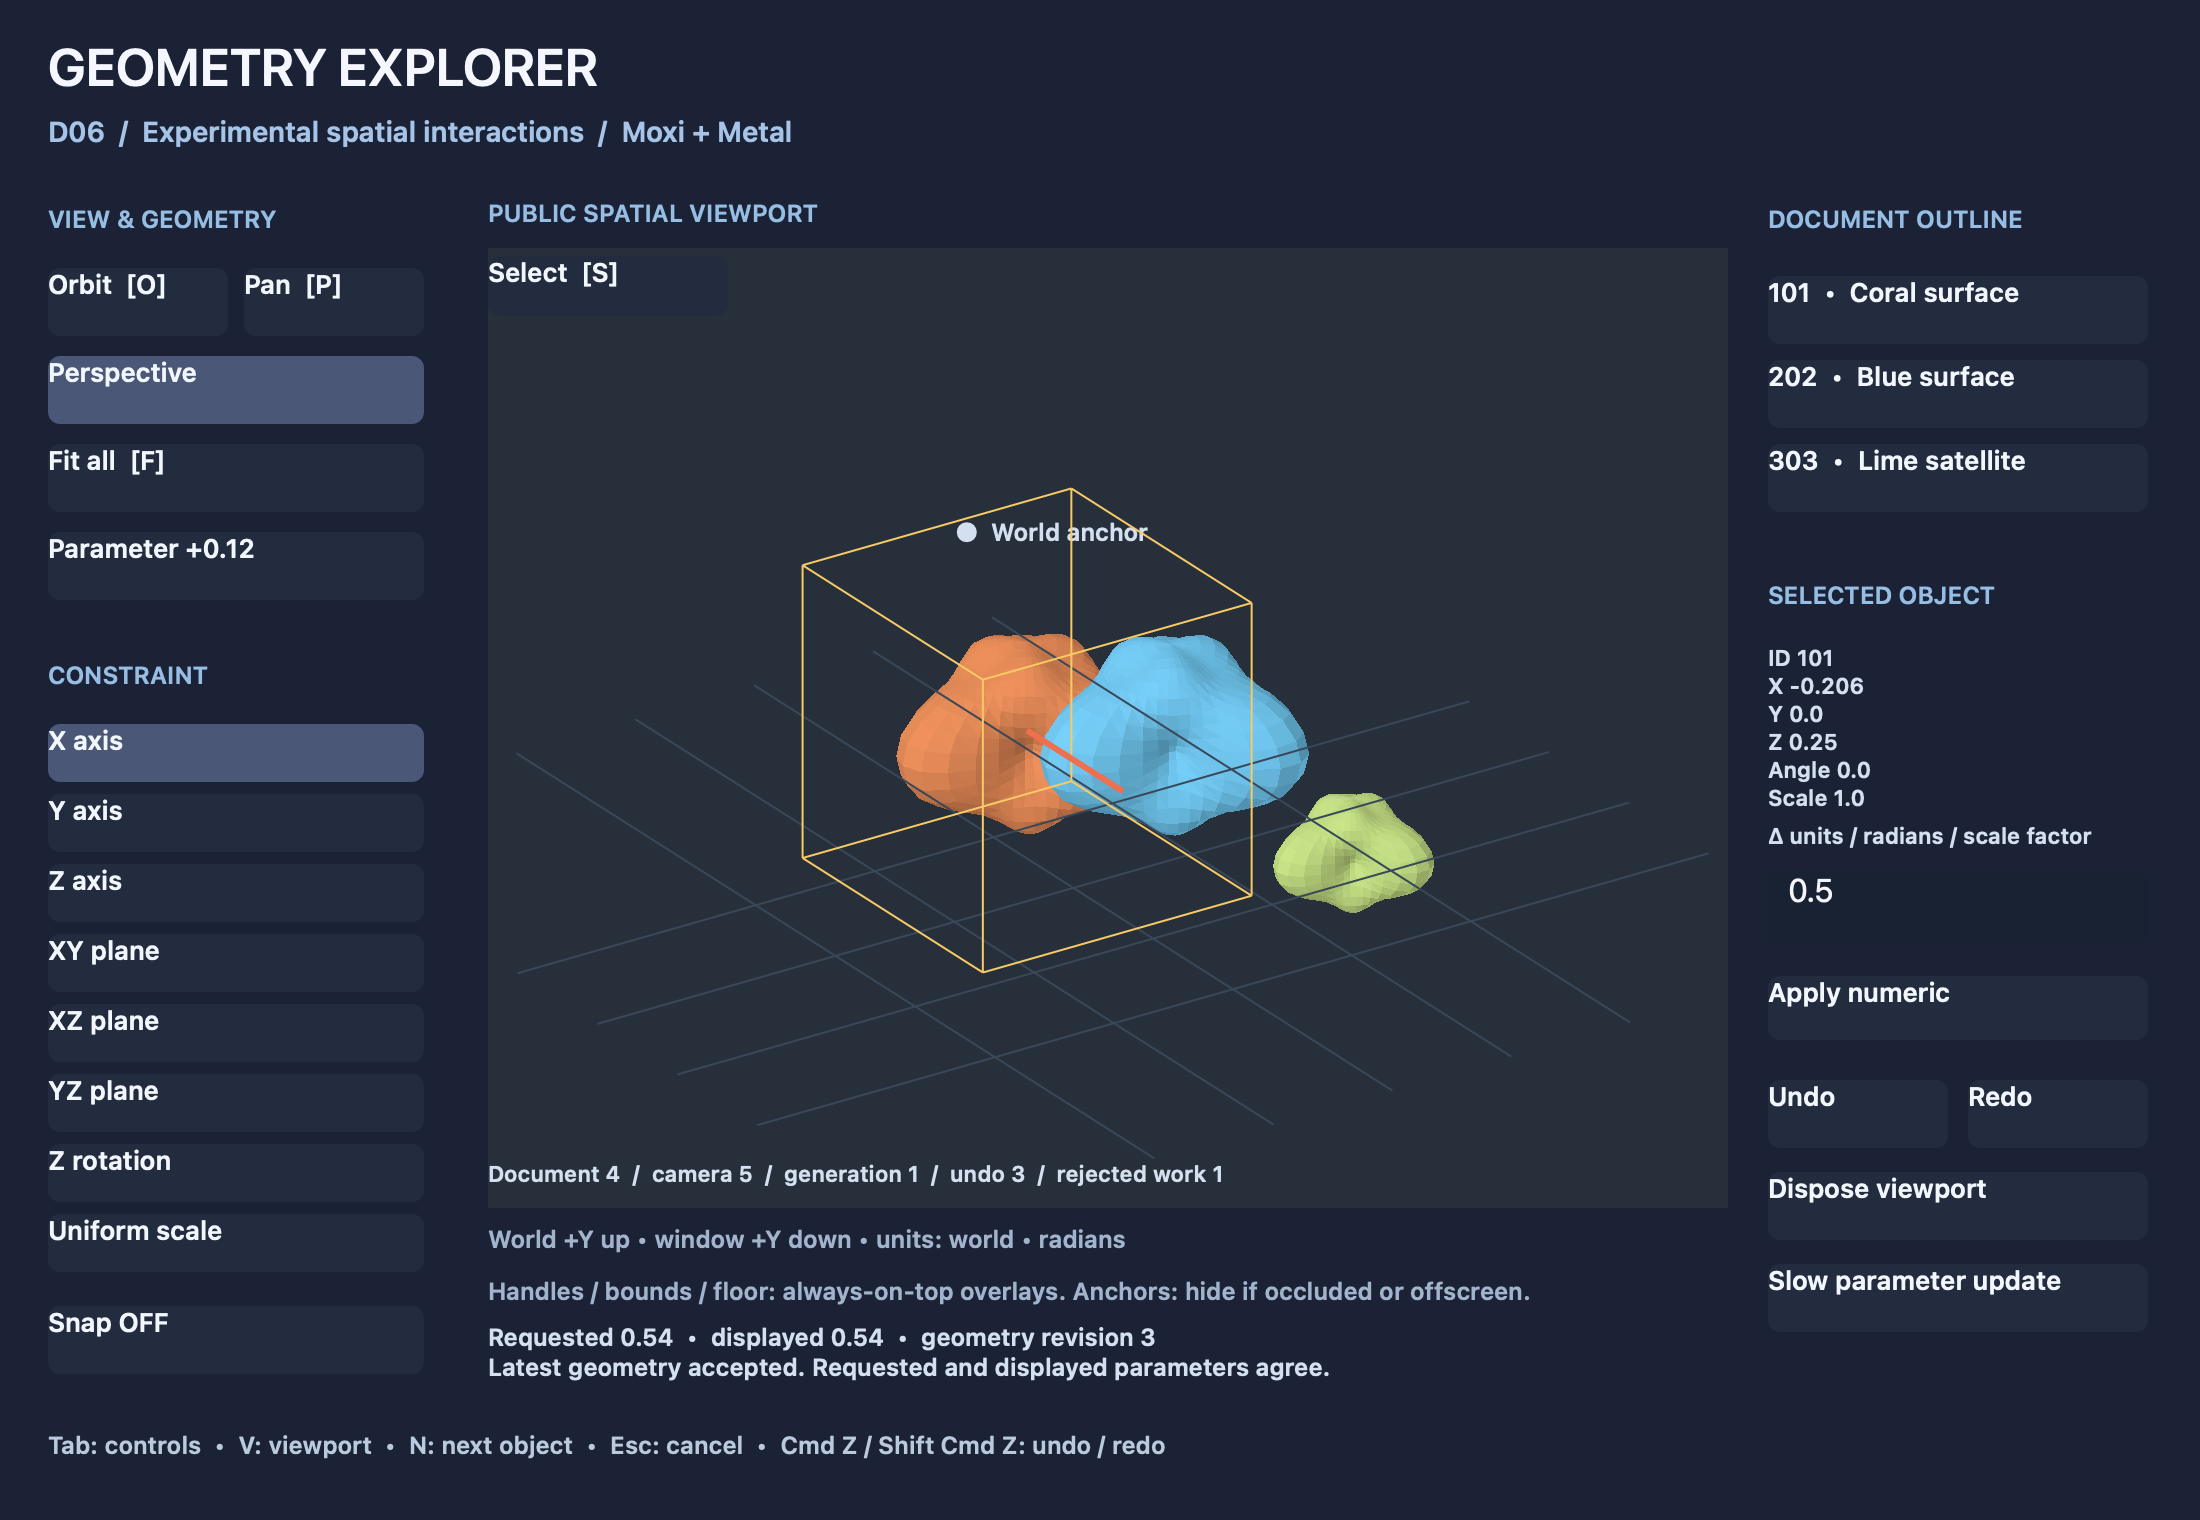 GEOMETRY EXPLORER
D06 / Experimental spatial interactions / Moxi + Metal
VIEW & GEOMETRY
Orbit [O]
Pan [P]
Perspective
Fit all [F]
Parameter +0.12
CONSTRAINT
X axis
Y axis
Z axis
XY plane
XZ plane
YZ plane
Z rotation
Uniform scale
Snap OFF
PUBLIC SPATIAL VIEWPORT
Select [S]
World anchor
Document 4 / camera 5 / generation 1 / undo 3 / rejected work 1
World +Y up • window +Y down • units: world • radians
Handles / bounds / floor: always-on-top overlays. Anchors: hide if occluded or offscreen.
Requested 0.54 • displayed 0.54 • geometry revision 3
Latest geometry accepted. Requested and displayed parameters agree.
DOCUMENT OUTLINE
101 • Coral surface
202 • Blue surface
303 • Lime satellite
SELECTED OBJECT
ID 101
X -0.206
Y 0.0
Z 0.25
Angle 0.0
Scale 1.0
Δ units / radians / scale factor
0.5
Apply numeric
Undo
Redo
Dispose viewport
Slow parameter update
Tab: controls • V: viewport • N: next object • Esc: cancel • Cmd Z / Shift Cmd Z: undo / redo